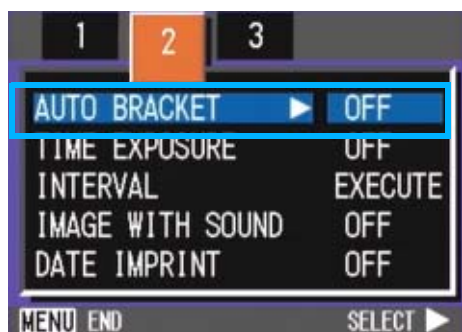 1 2 3
AUTO BRACKET ▶ OFF
TIME EXPOSURE OFF
INTERVAL EXECUTE
IMAGE WITH SOUND OFF
DATE IMPRINT OFF
MENU END SELECT ▶